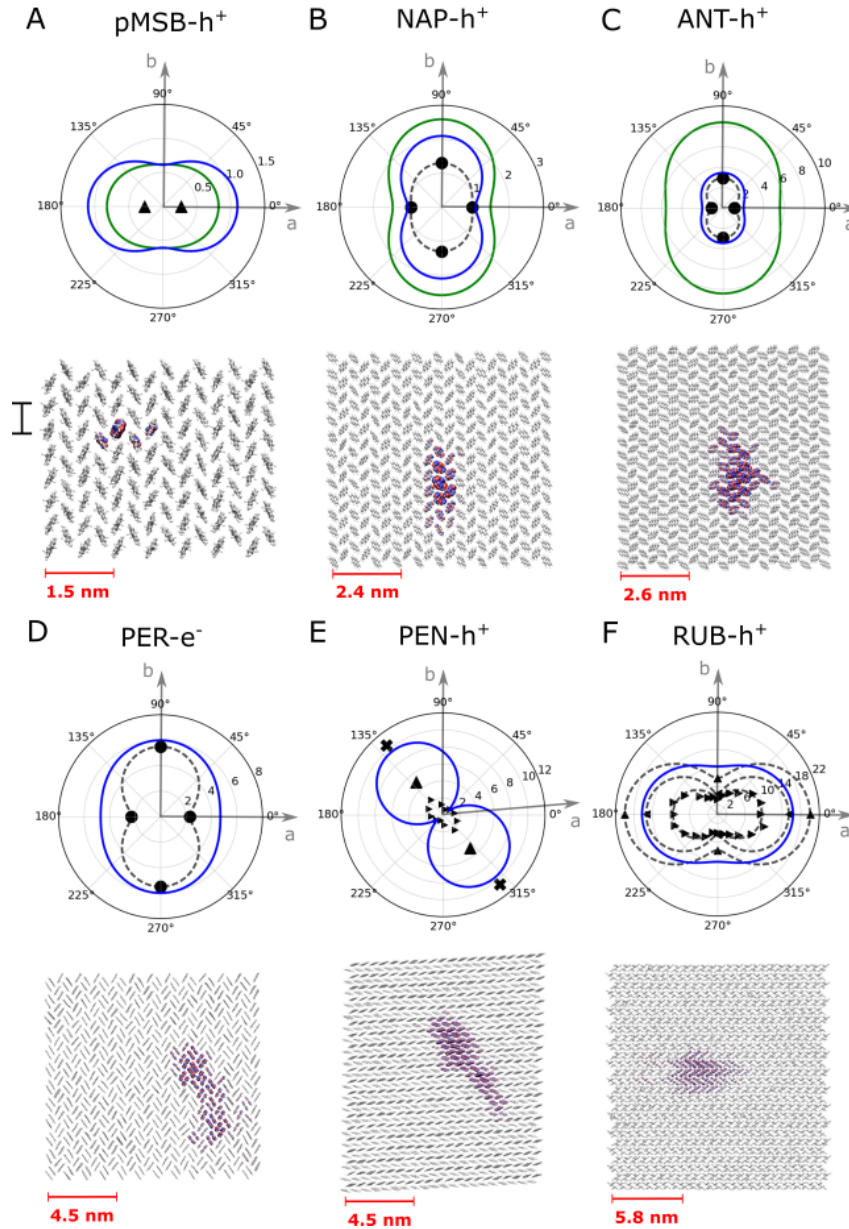 A pMSB-h⁺
B NAP-h⁺
C ANT-h⁺
b
90°
135° 45°
1.5
1.0
0.5
180° 0°
a
225° 315°
270°
b
90°
135° 45°
3
2
1
180° 0°
a
225° 315°
270°
b
90°
135° 45°
10
8
6
4
2
180° 0°
a
225° 315°
270°
1.5 nm
2.4 nm
2.6 nm
D PER-e⁻
E PEN-h⁺
F RUB-h⁺
b
90°
135° 45°
8
6
4
2
180° 0°
a
225° 315°
270°
b
90°
135° 45°
12
10
8
6
4
2
180° 0°
a
225° 315°
270°
b
90°
135° 45°
22
18
14
10
6
2
180° 0°
a
225° 315°
270°
4.5 nm
4.5 nm
5.8 nm